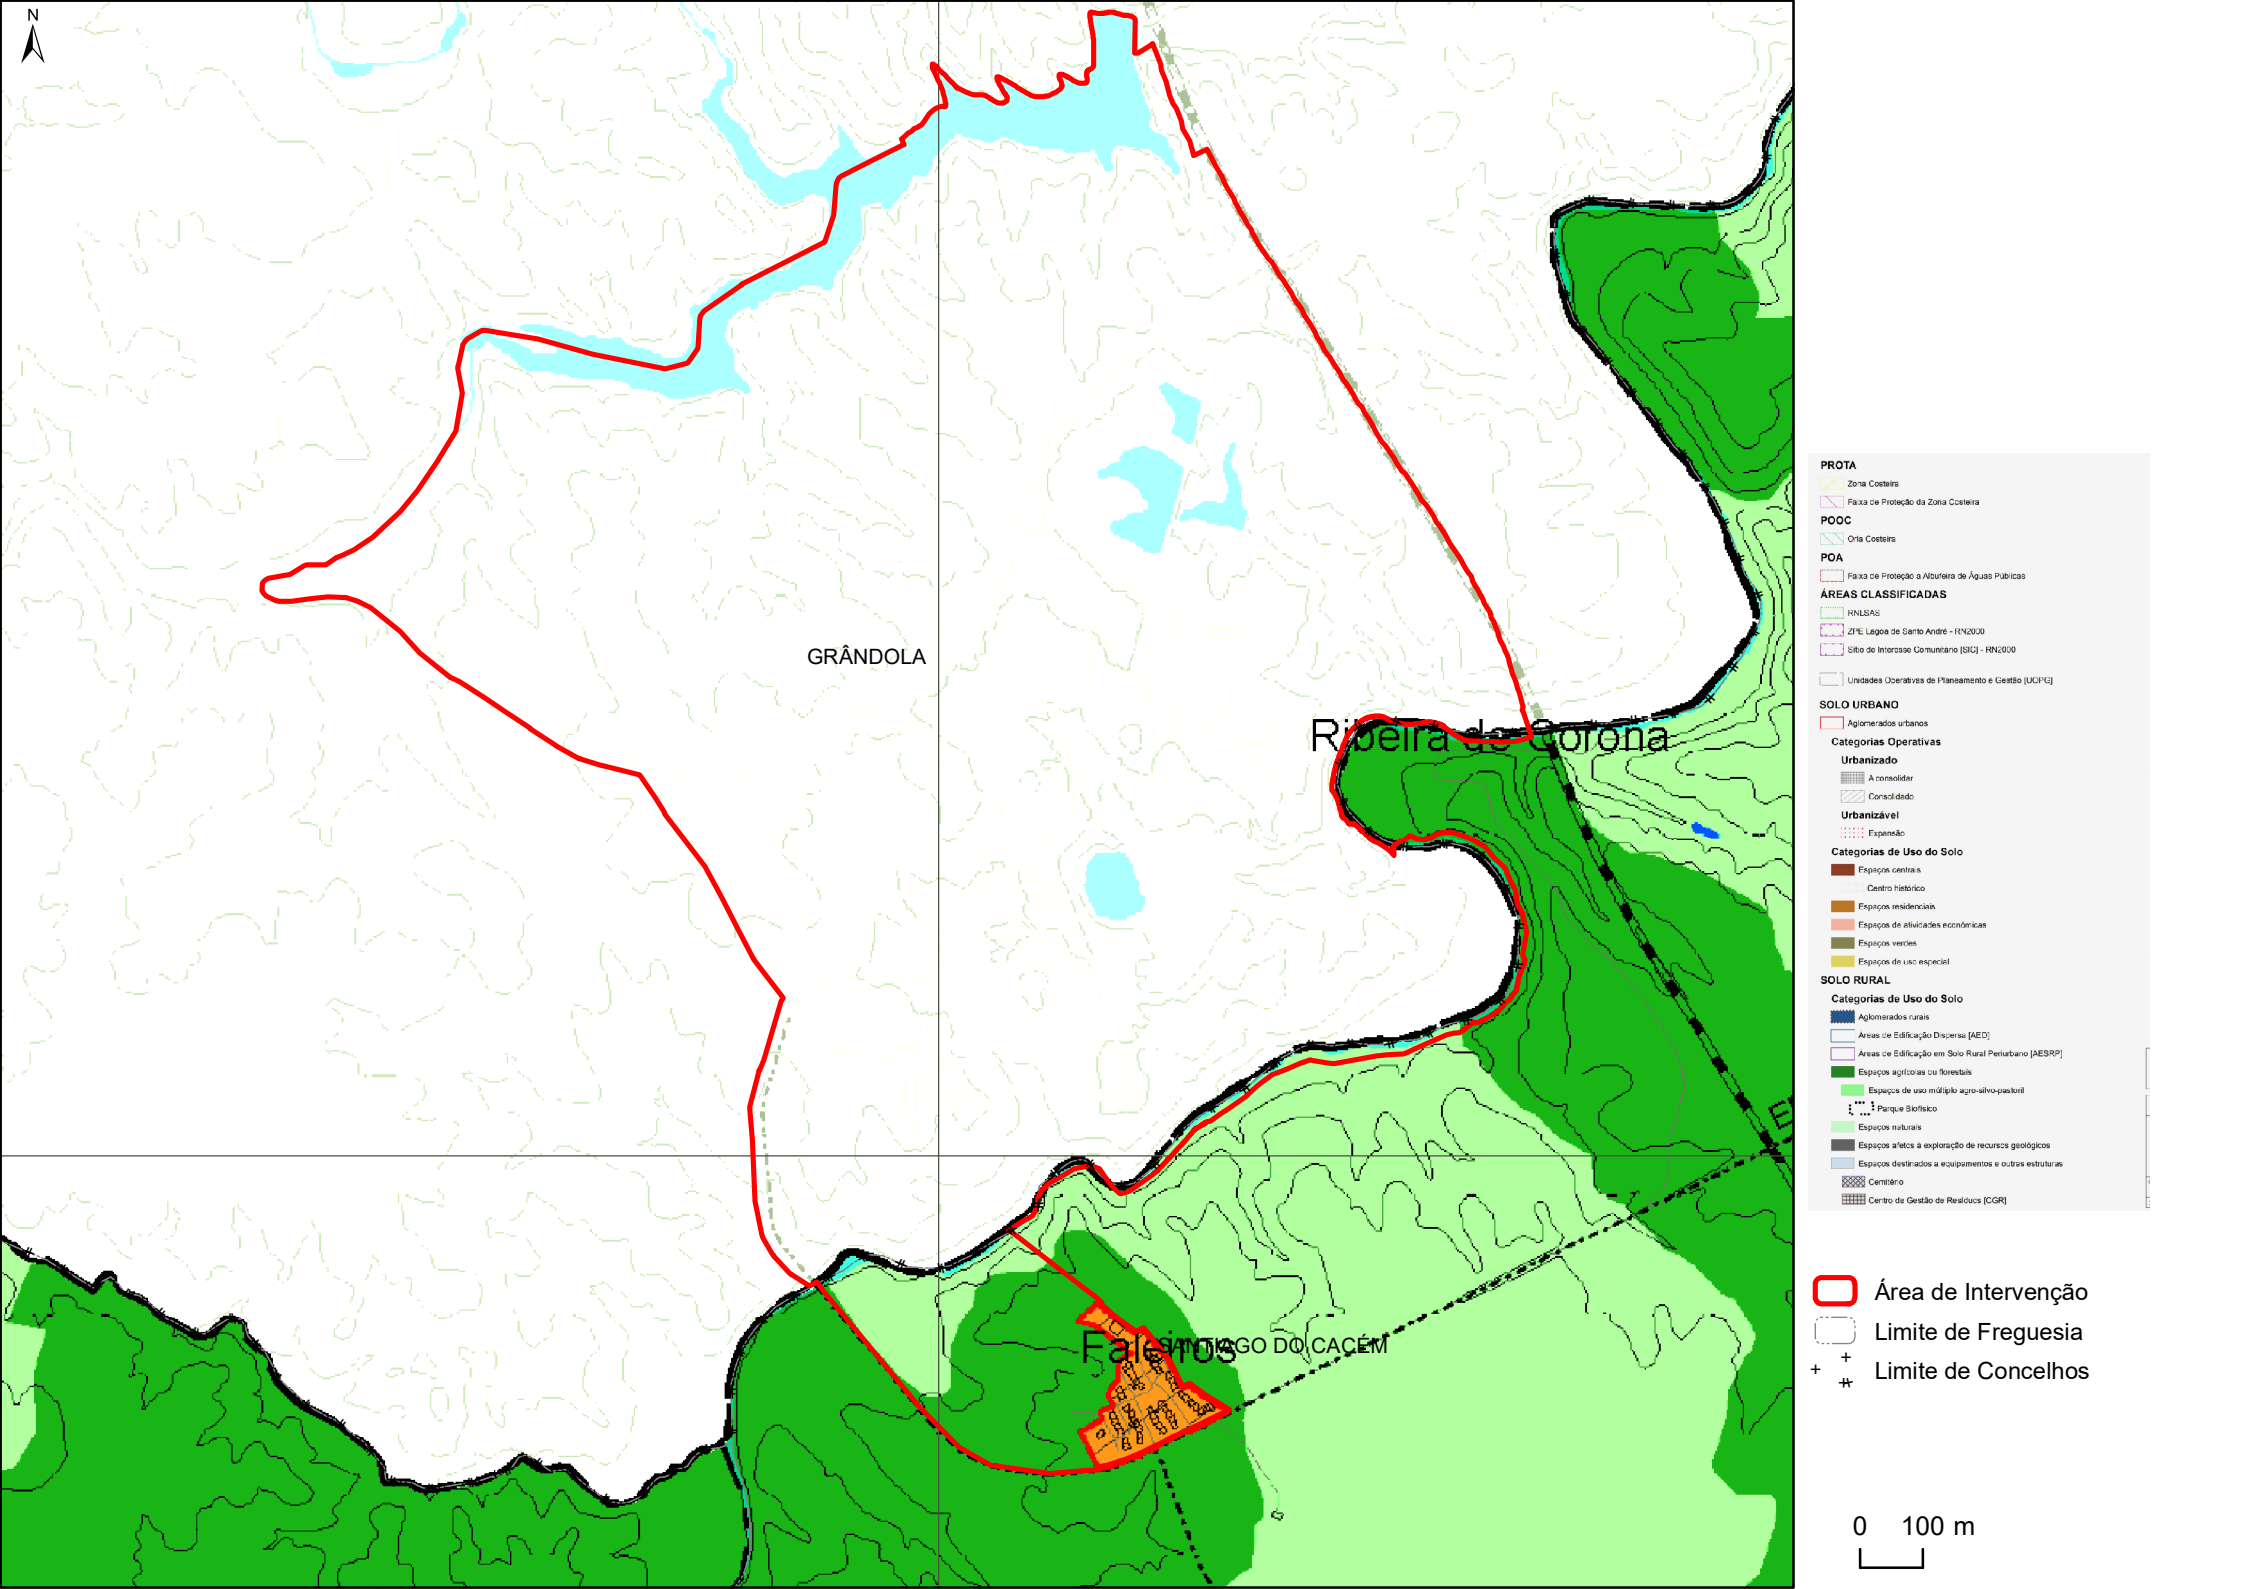 N
GRÂNDOLA
Ribeira de Corona
Faleiros
SANTIAGO DO CACÉM
PROTA
Zona Costeira
Faixa de Proteção da Zona Costeira
POOC
Orla Costeira
POA
Faixa de Proteção a Albufeira de Águas Públicas
ÁREAS CLASSIFICADAS
RNLSAS
ZPE Lagoa de Santo André - RN2000
Sítio de Interesse Comunitário [SIC] - RN2000
Unidades Operativas de Planeamento e Gestão [UOPG]
SOLO URBANO
Aglomerados urbanos
Categorias Operativas
Urbanizado
A consolidar
Consolidado
Urbanizável
Expansão
Categorias de Uso do Solo
Espaços centrais
Centro histórico
Espaços residenciais
Espaços de atividades económicas
Espaços verdes
Espaços de uso especial
SOLO RURAL
Categorias de Uso do Solo
Aglomerados rurais
Áreas de Edificação Dispersa [AED]
Áreas de Edificação em Solo Rural Periurbano [AESRP]
Espaços agrícolas ou florestais
Espaços de uso múltiplo agro-silvo-pastoril
Parque Biofísico
Espaços naturais
Espaços afetos à exploração de recursos geológicos
Espaços destinados a equipamentos e outras estruturas
Cemitério
Centro de Gestão de Resíduos [CGR]
Área de Intervenção
Limite de Freguesia
Limite de Concelhos
0 100 m